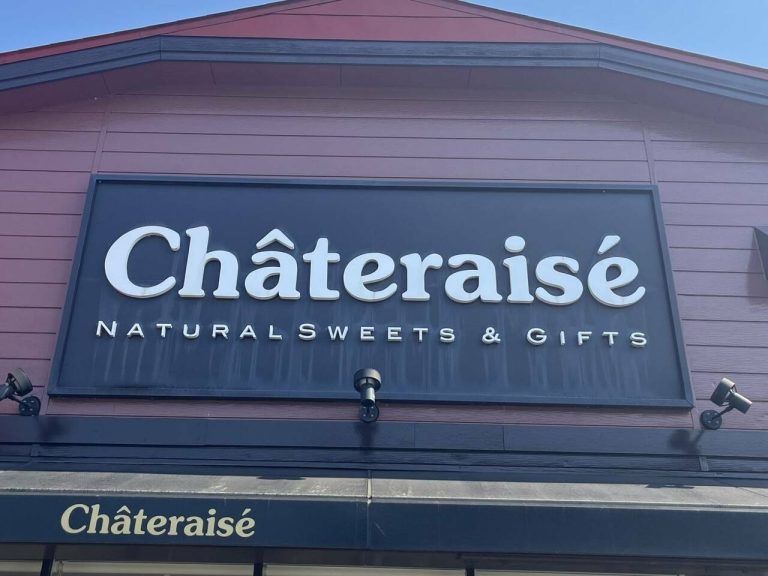 Châteraisé
NATURAL SWEETS & GIFTS
Châteraisé